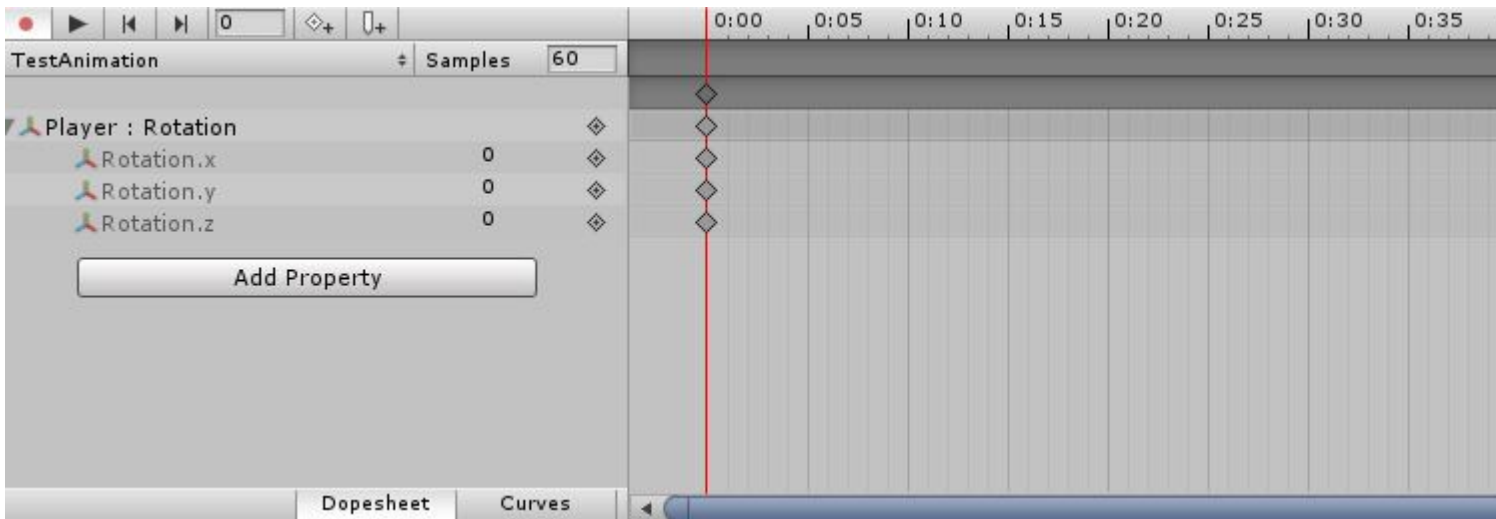 0 0:00 0:05 0:10 0:15 0:20 0:25 0:30 0:35
TestAnimation Samples 60
Player : Rotation
Rotation.x 0
Rotation.y 0
Rotation.z 0
Add Property
Dopesheet Curves